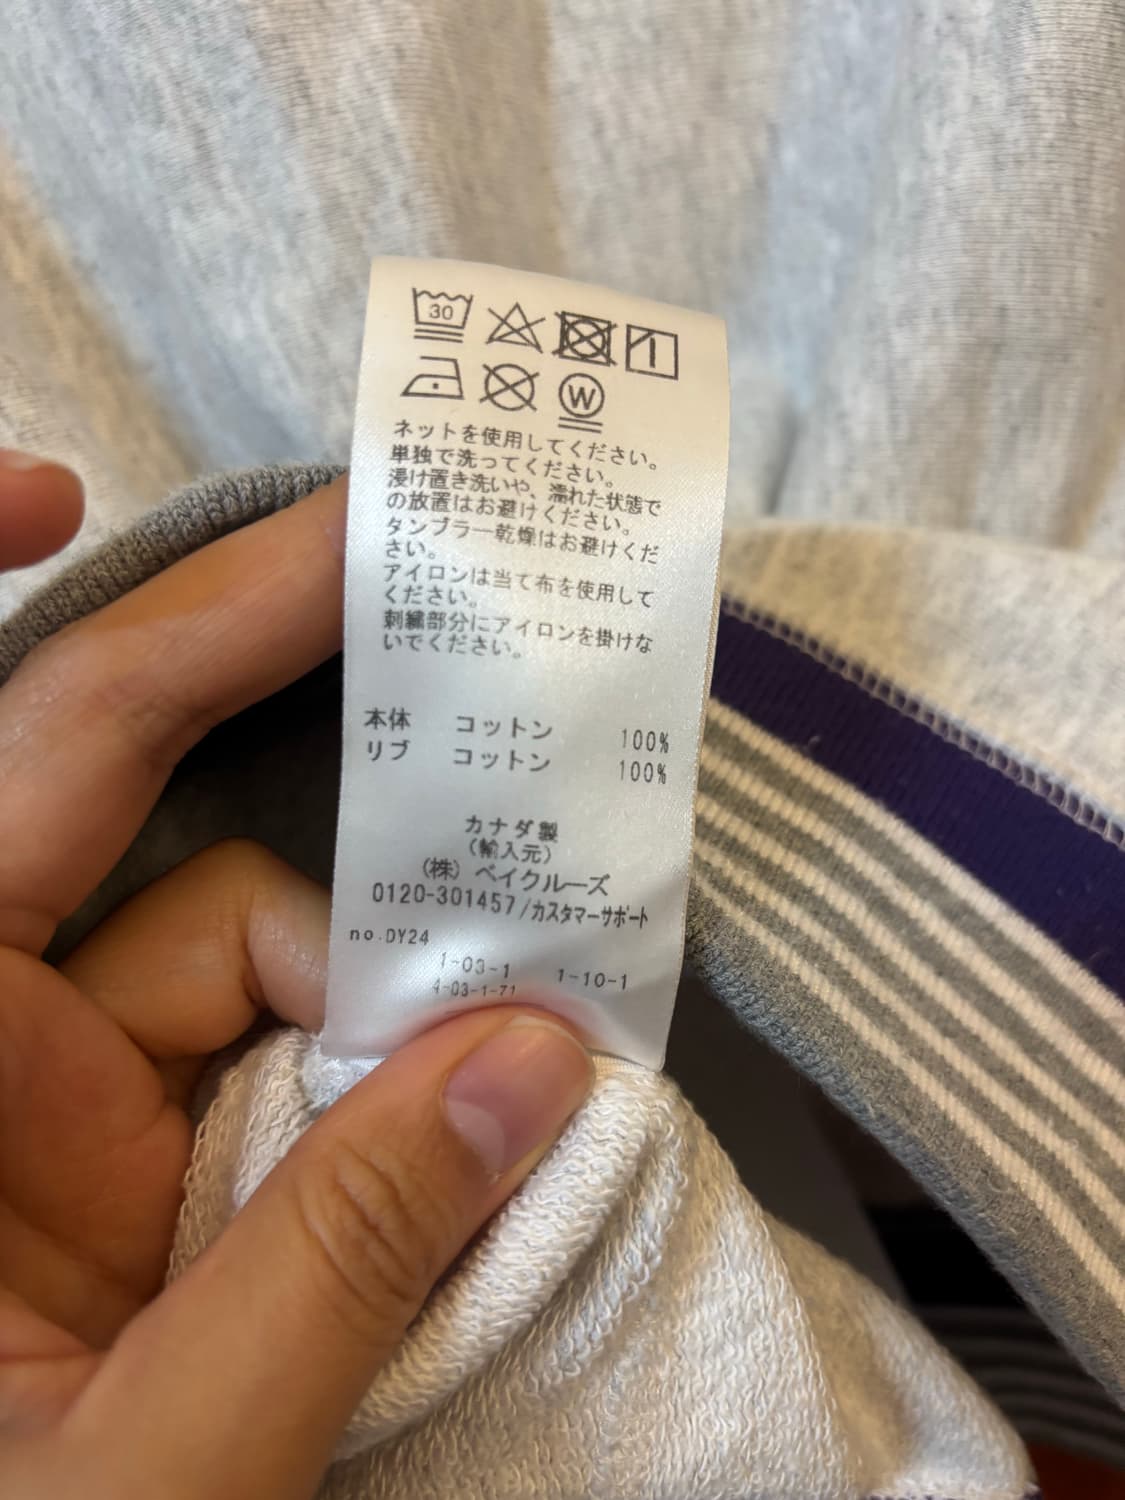 30
W
ネットを使用してください。
単独で洗ってください。
浸け置き洗いや、濡れた状態で
の放置はお避けください。
タンブラー乾燥はお避けくだ
さい。
アイロンは当て布を使用して
ください。
刺繍部分にアイロンを掛けな
いでください。
本体 コットン 100%
リブ コットン 100%
カナダ製
(輸入元)
(株) ベイクルーズ
0120-301457/カスタマーサポート
no.DY24
1-03-1 1-10-1
4-03-1-71